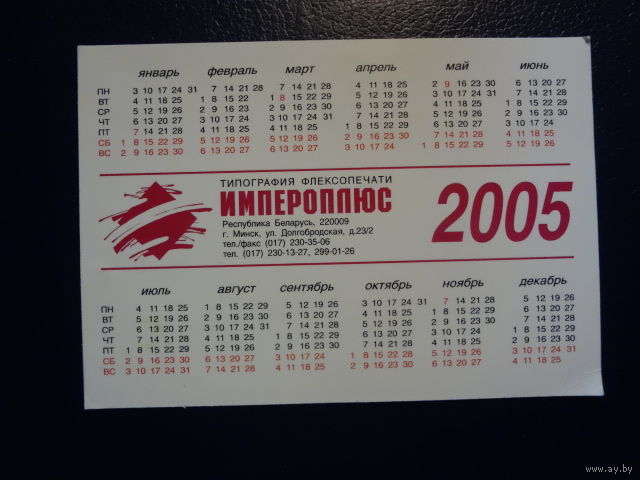 январь февраль март апрель май июнь
ПН 3 10 17 24 31 7 14 21 28 7 14 21 28 4 11 18 25 2 9 16 23 30 6 13 20 27
ВТ 4 11 18 25 1 8 15 22 1 8 15 22 29 5 12 19 26 3 10 17 24 31 7 14 21 28
СР 5 12 19 26 2 9 16 23 2 9 16 23 30 6 13 20 27 4 11 18 25 1 8 15 22 29
ЧТ 6 13 20 27 3 10 17 24 3 10 17 24 31 7 14 21 28 5 12 19 26 2 9 16 23 30
ПТ 7 14 21 28 4 11 18 25 4 11 18 25 1 8 15 22 29 6 13 20 27 3 10 17 24
СБ 1 8 15 22 29 5 12 19 26 5 12 19 26 2 9 16 23 30 7 14 21 28 4 11 18 25
ВС 2 9 16 23 30 6 13 20 27 6 13 20 27 3 10 17 24 1 8 15 22 29 5 12 19 26
ТИПОГРАФИЯ ФЛЕКСОПЕЧАТИ
ИМПЕРОПЛЮС
Республика Беларусь, 220009
г. Минск, ул. Долгобродская, д.23/2
тел./факс (017) 230-35-06
тел. (017) 230-13-27, 299-01-26
2005
июль август сентябрь октябрь ноябрь декабрь
ПН 4 11 18 25 1 8 15 22 29 5 12 19 26 3 10 17 24 31 7 14 21 28 5 12 19 26
ВТ 5 12 19 26 2 9 16 23 30 6 13 20 27 4 11 18 25 1 8 15 22 29 6 13 20 27
СР 6 13 20 27 3 10 17 24 31 7 14 21 28 5 12 19 26 2 9 16 23 30 7 14 21 28
ЧТ 7 14 21 28 4 11 18 25 1 8 15 22 29 6 13 20 27 3 10 17 24 1 8 15 22 29
ПТ 1 8 15 22 29 5 12 19 26 2 9 16 23 30 7 14 21 28 4 11 18 25 2 9 16 23 30
СБ 2 9 16 23 30 6 13 20 27 3 10 17 24 1 8 15 22 29 5 12 19 26 3 10 17 24 31
ВС 3 10 17 24 31 7 14 21 28 4 11 18 25 2 9 16 23 30 6 13 20 27 4 11 18 25
www.ay.by